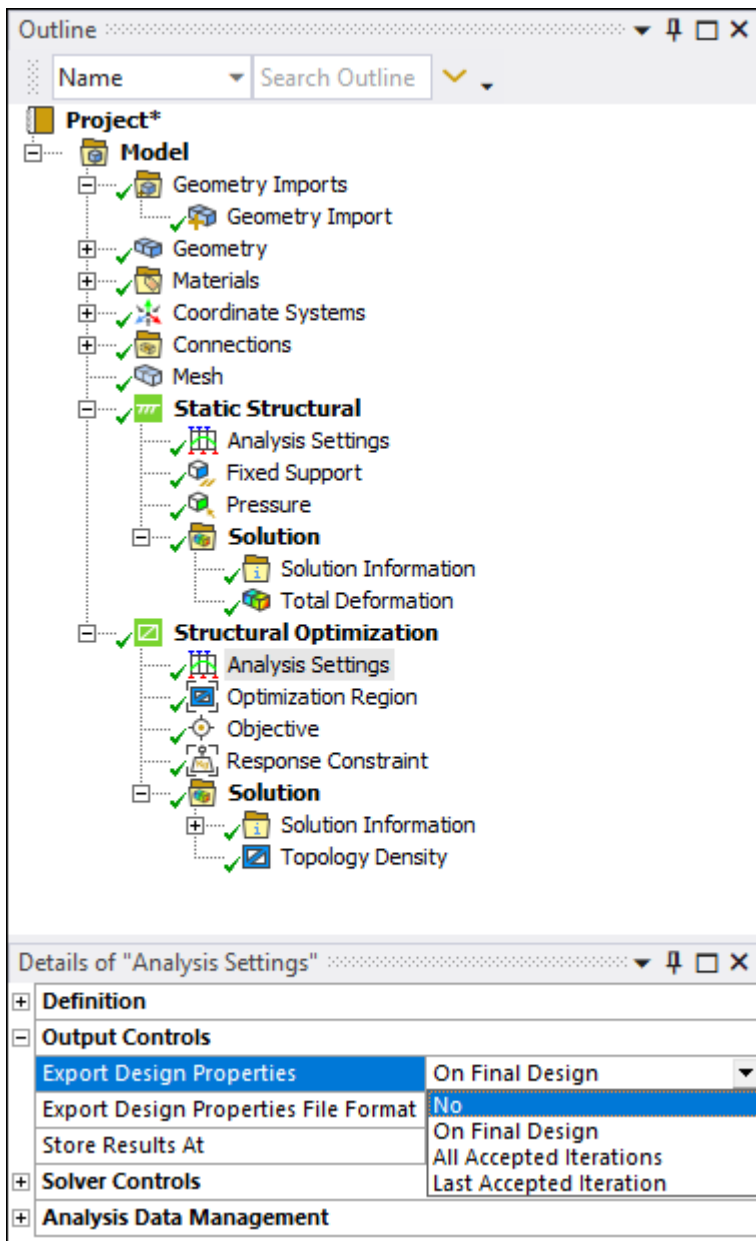 Outline
Name Search Outline
Project*
Model
Geometry Imports
Geometry Import
Geometry
Materials
Coordinate Systems
Connections
Mesh
Static Structural
Analysis Settings
Fixed Support
Pressure
Solution
Solution Information
Total Deformation
Structural Optimization
Analysis Settings
Optimization Region
Objective
Response Constraint
Solution
Solution Information
Topology Density
Details of "Analysis Settings"
Definition
Output Controls
Export Design Properties On Final Design
Export Design Properties File Format No
On Final Design
Store Results At
All Accepted Iterations
Solver Controls Last Accepted Iteration
Analysis Data Management